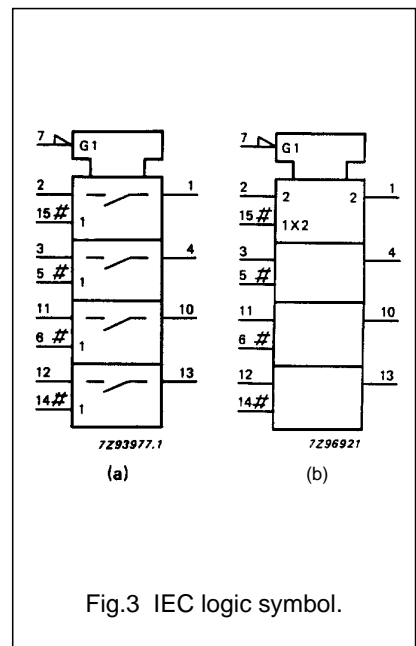 7 G1
2 1
15 # 1
3 4
5 # 1
11 10
6 # 1
12 13
14 # 1
7Z93977.1
(a)
7 G1
2 2 2 1
15 # 1X2
3 4
5 #
11 10
6 #
12 13
14 #
7Z96921
(b)
Fig.3 IEC logic symbol.